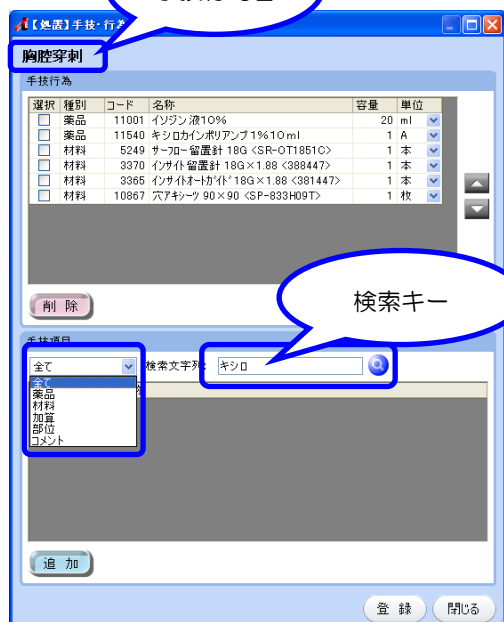 【処置】手技・行
胸腔穿刺
手技行為
選択 種別 コード 名称 容量 単位
薬品 11001 イソジン液10% 20 ml
薬品 11540 キシロカインポリアンプ1%10ml 1 A
材料 5249 サーフロー留置針 18G <SR-OT1851C> 1 本
材料 3370 インサイト留置針 18G×1.88 <388447> 1 本
材料 3365 インサイトオートガイド 18G×1.88 <381447> 1 本
材料 10867 穴アキシーツ 90×90 <SP-833H09T> 1 枚
削 除
検索キー
手技項目
全て 検索文字列: キシロ
全て
薬品
材料
加算
部位
コメント
追 加
登 録 閉じる